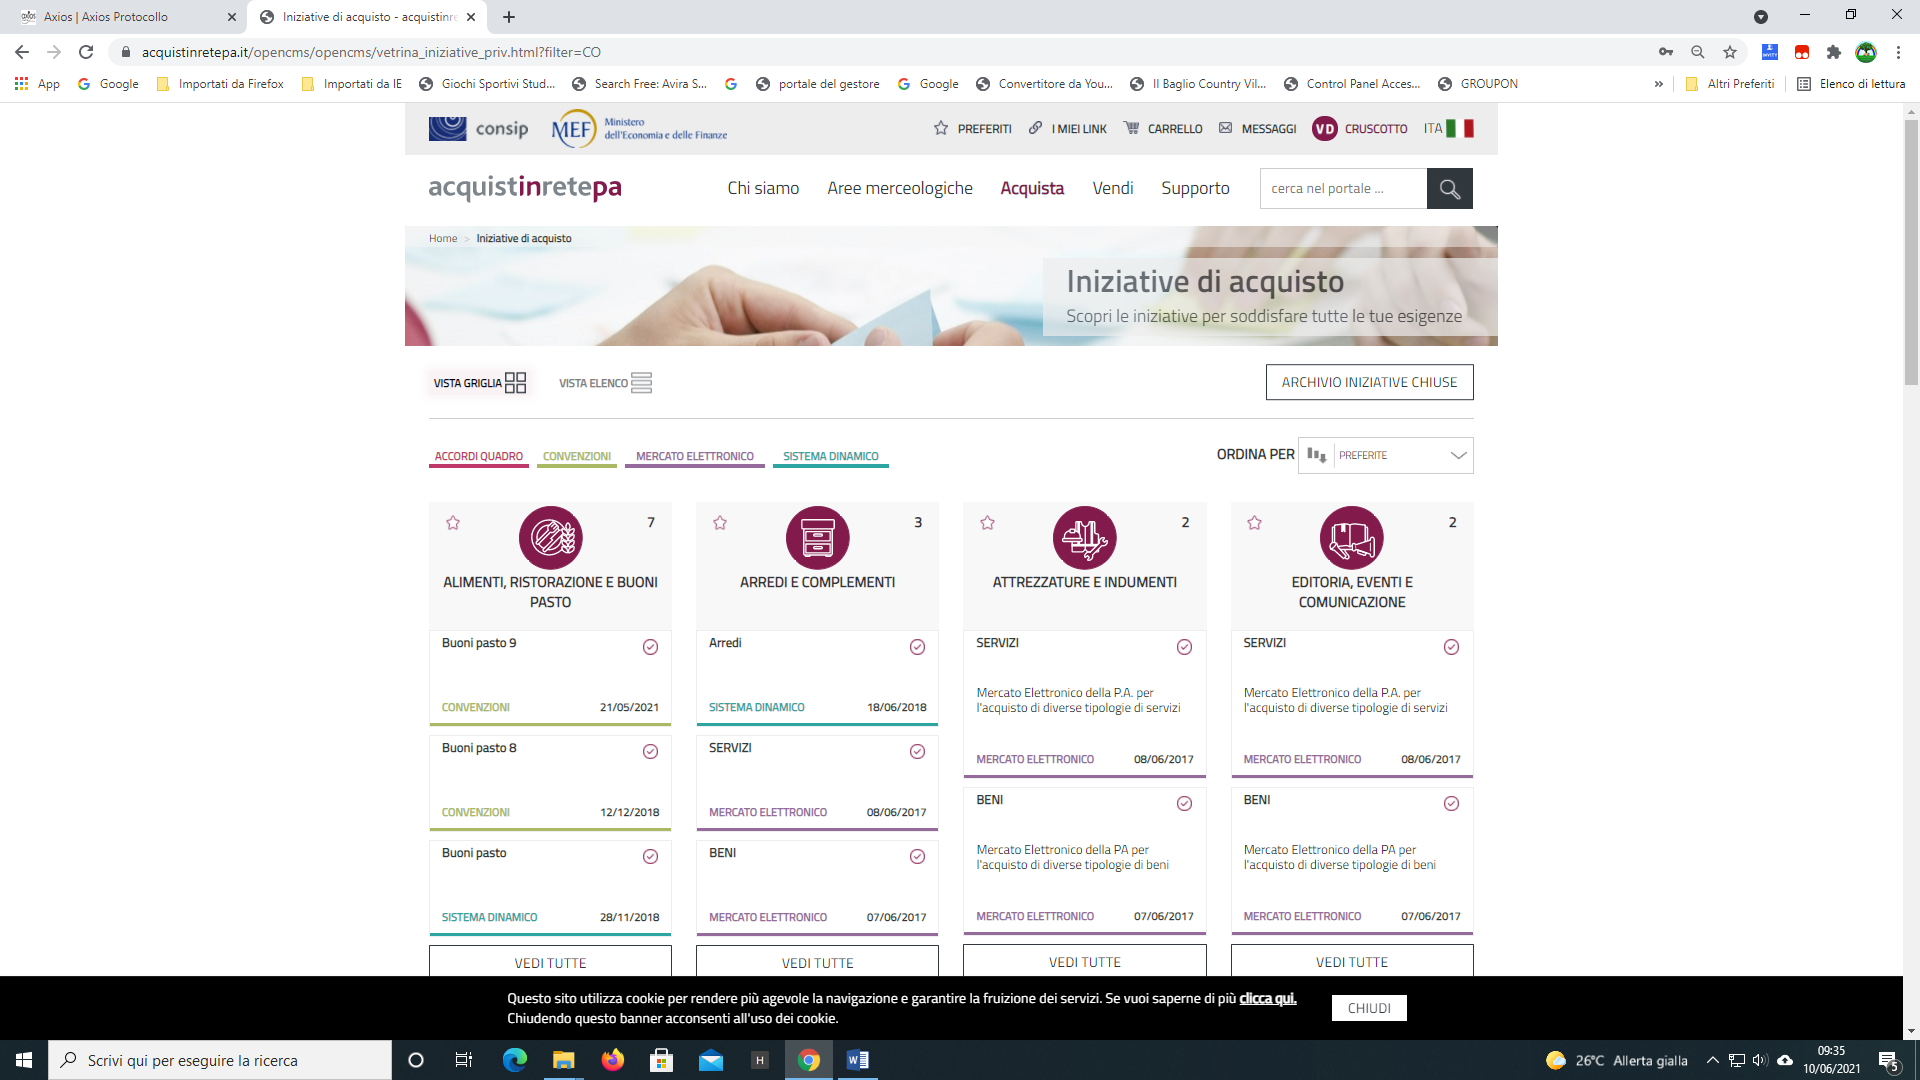 Axios | Axios Protocollo
Iniziative di acquisto - acquistinre
acquistinretepa.it/opencms/opencms/vetrina_iniziative_priv.html?filter=CO
App
Google
Importati da Firefox
Importati da IE
Giochi Sportivi Stud...
Search Free: Avira S...
portale del gestore
Google
Convertitore da You...
Il Baglio Country Vil...
Control Panel Acces...
GROUPON
»
Altri Preferiti
Elenco di lettura
consip
MEF
Ministero
dell'Economia e delle Finanze
PREFERITI
I MIEI LINK
CARRELLO
MESSAGGI
VD
CRUSCOTTO
ITA
acquistinretepa
Chi siamo
Aree merceologiche
Acquista
Vendi
Supporto
cerca nel portale ...
Home > Iniziative di acquisto
Iniziative di acquisto
Scopri le iniziative per soddisfare tutte le tue esigenze
VISTA GRIGLIA
VISTA ELENCO
ARCHIVIO INIZIATIVE CHIUSE
ACCORDI QUADRO
CONVENZIONI
MERCATO ELETTRONICO
SISTEMA DINAMICO
ORDINA PER
PREFERITE
7
ALIMENTI, RISTORAZIONE E BUONI
PASTO
Buoni pasto 9
CONVENZIONI
21/05/2021
Buoni pasto 8
CONVENZIONI
12/12/2018
Buoni pasto
SISTEMA DINAMICO
28/11/2018
VEDI TUTTE
3
ARREDI E COMPLEMENTI
Arredi
SISTEMA DINAMICO
18/06/2018
SERVIZI
MERCATO ELETTRONICO
08/06/2017
BENI
MERCATO ELETTRONICO
07/06/2017
VEDI TUTTE
2
ATTREZZATURE E INDUMENTI
SERVIZI
Mercato Elettronico della P.A. per
l'acquisto di diverse tipologie di servizi
MERCATO ELETTRONICO
08/06/2017
BENI
Mercato Elettronico della PA per
l'acquisto di diverse tipologie di beni
MERCATO ELETTRONICO
07/06/2017
VEDI TUTTE
2
EDITORIA, EVENTI E
COMUNICAZIONE
SERVIZI
Mercato Elettronico della P.A. per
l'acquisto di diverse tipologie di servizi
MERCATO ELETTRONICO
08/06/2017
BENI
Mercato Elettronico della PA per
l'acquisto di diverse tipologie di beni
MERCATO ELETTRONICO
07/06/2017
VEDI TUTTE
Questo sito utilizza cookie per rendere più agevole la navigazione e garantire la fruizione dei servizi. Se vuoi saperne di più clicca qui.
Chiudendo questo banner acconsenti all'uso dei cookie.
CHIUDI
Scrivi qui per eseguire la ricerca
H
26°C Allerta gialla
09:35
10/06/2021
5